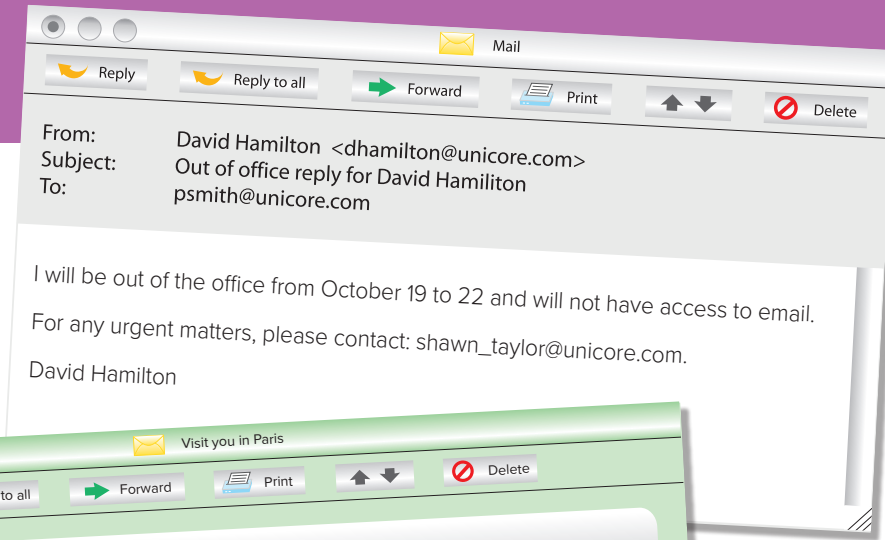 Mail
Reply Reply to all Forward Print Delete
From: David Hamilton <dhamilton@unicore.com>
Subject: Out of office reply for David Hamiliton
To: psmith@unicore.com
I will be out of the office from October 19 to 22 and will not have access to email.
For any urgent matters, please contact: shawn_taylor@unicore.com.
David Hamilton
Visit you in Paris
to all Forward Print Delete